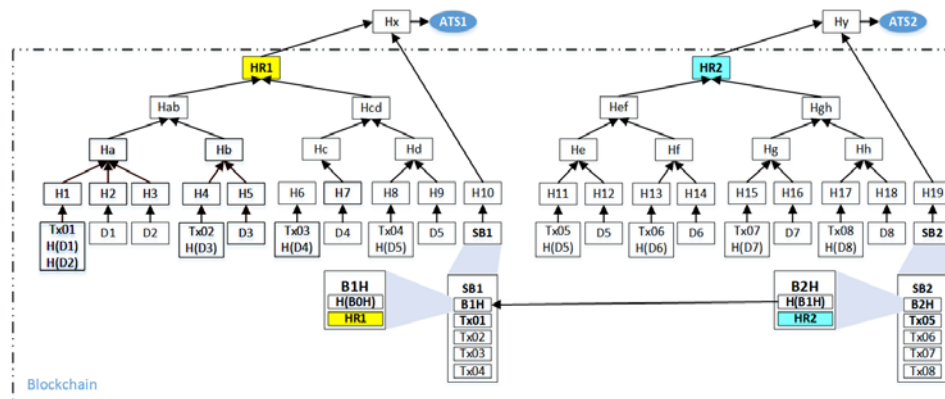 Hx ATS1 Hy ATS2
HR1 HR2
Hab Hcd Hef Hgh
Ha Hb Hc Hd He Hf Hg Hh
H1 H2 H3 H4 H5 H6 H7 H8 H9 H10 H11 H12 H13 H14 H15 H16 H17 H18 H19
Tx01 D1 D2 Tx02 D3 Tx03 D4 Tx04 D5 SB1 Tx05 D5 Tx06 D6 Tx07 D7 Tx08 D8 SB2
H(D1) H(D3) H(D4) H(D5) H(D5) H(D6) H(D7) H(D8)
H(D2)
B1H SB1 B2H SB2
H(B0H) B1H H(B1H) B2H
HR1 Tx01 HR2 Tx05
Tx02 Tx06
Tx03 Tx07
Tx04 Tx08
Blockchain